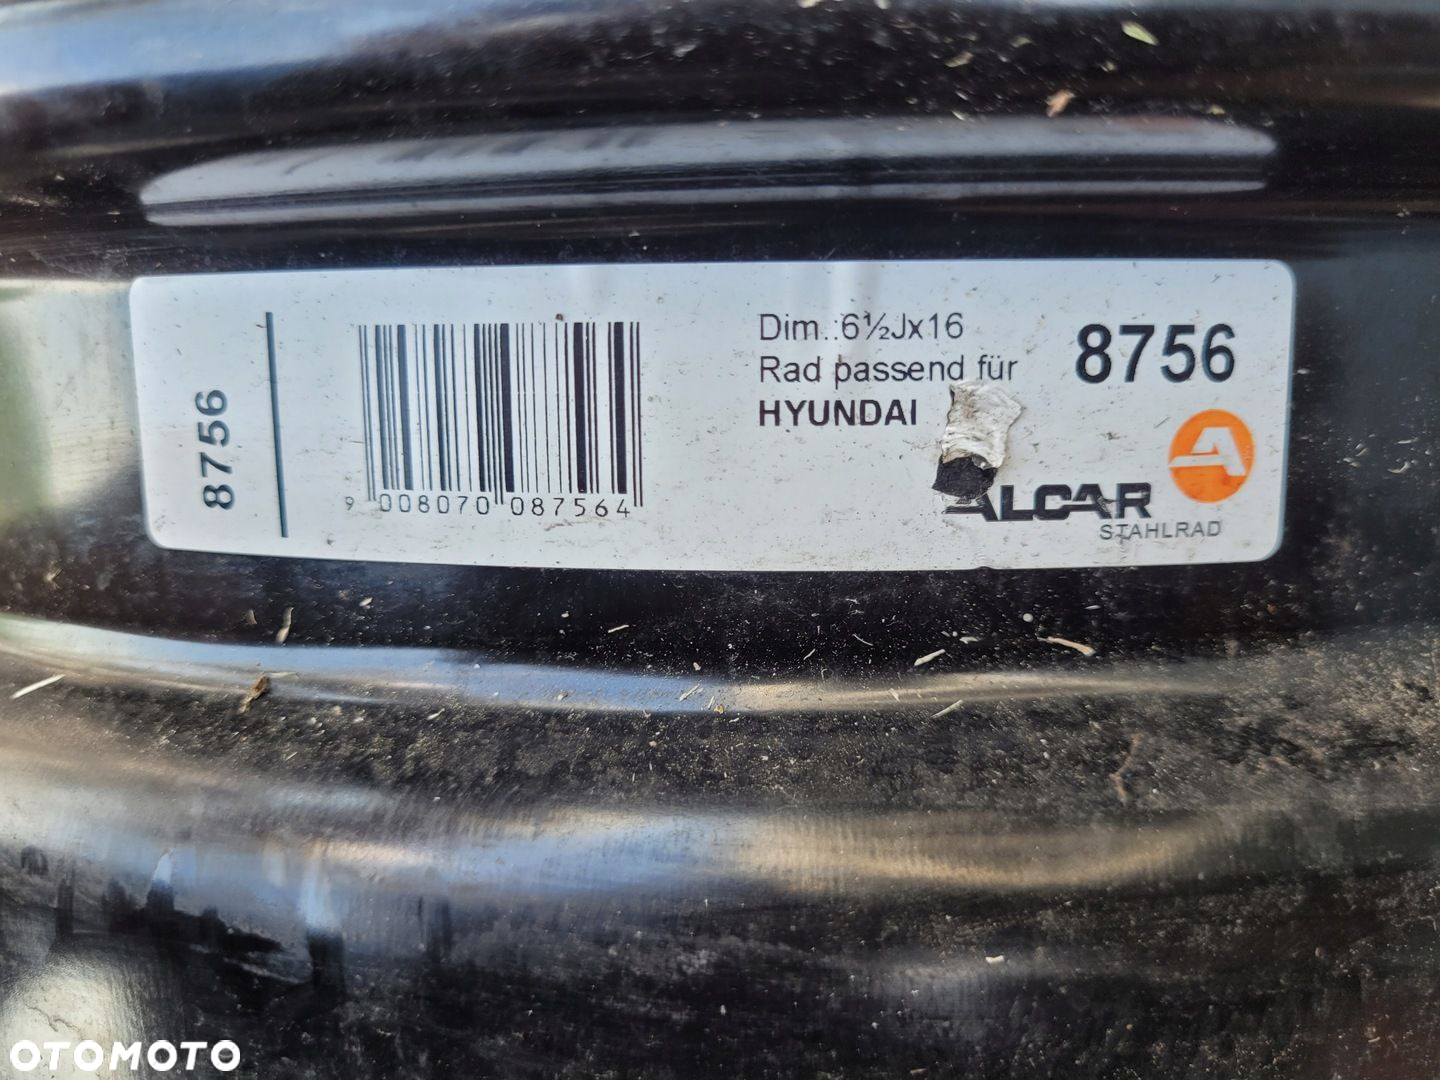 8756
9 008070 087564
Dim.:6½Jx16
Rad passend für
HYUNDAI
8756
A
ALCAR
STAHLRAD
OTOMOTO